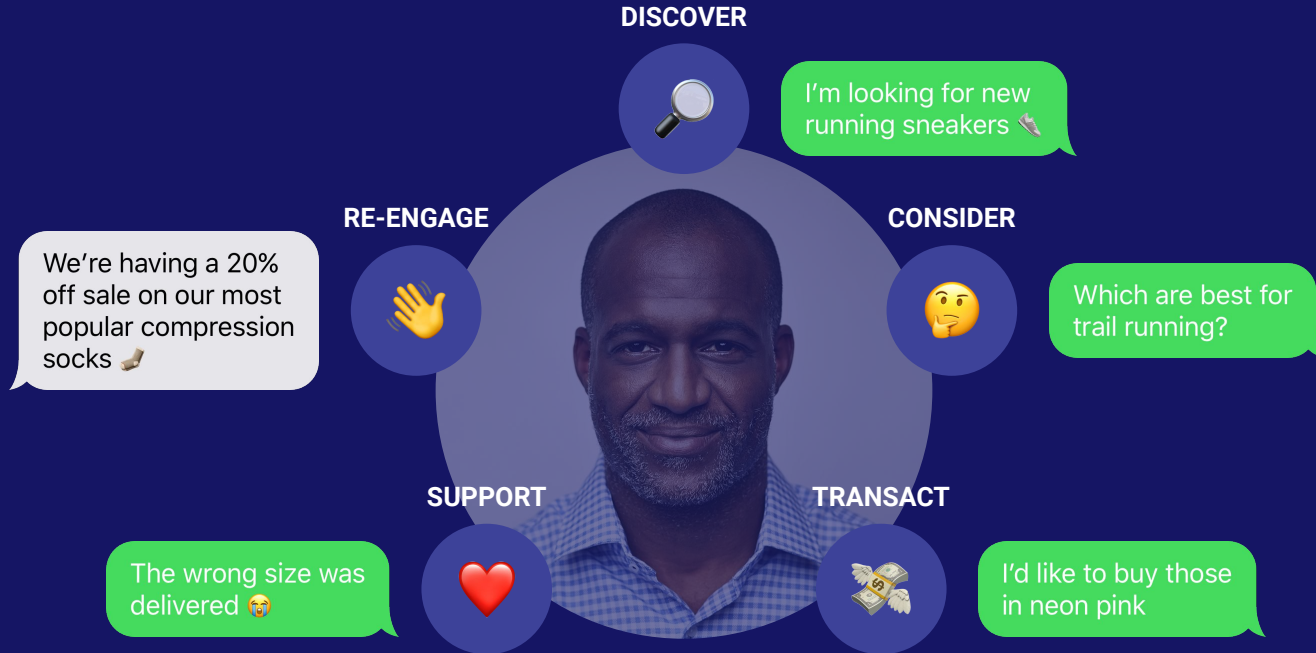 DISCOVER
I’m looking for new
running sneakers 👟
CONSIDER
Which are best for
trail running?
TRANSACT
I’d like to buy those
in neon pink
SUPPORT
The wrong size was
delivered 😭
RE-ENGAGE
We’re having a 20%
off sale on our most
popular compression
socks 🧦